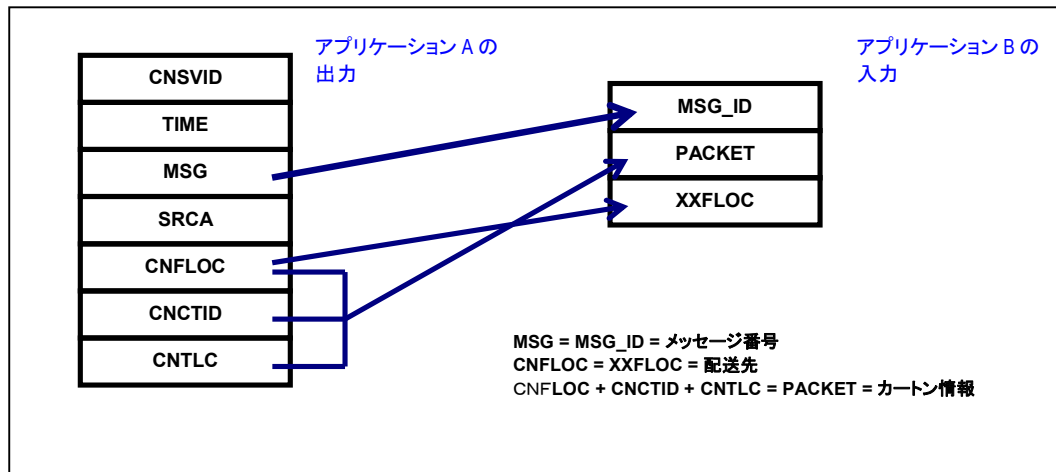 アプリケーション A の
出力
アプリケーション B の
入力
CNSVID
TIME
MSG
SRCA
CNFLOC
CNCTID
CNTLC
MSG_ID
PACKET
XXFLOC
MSG = MSG_ID = メッセージ番号
CNFLOC = XXFLOC = 配送先
CNFLOC + CNCTID + CNTLC = PACKET = カートン情報